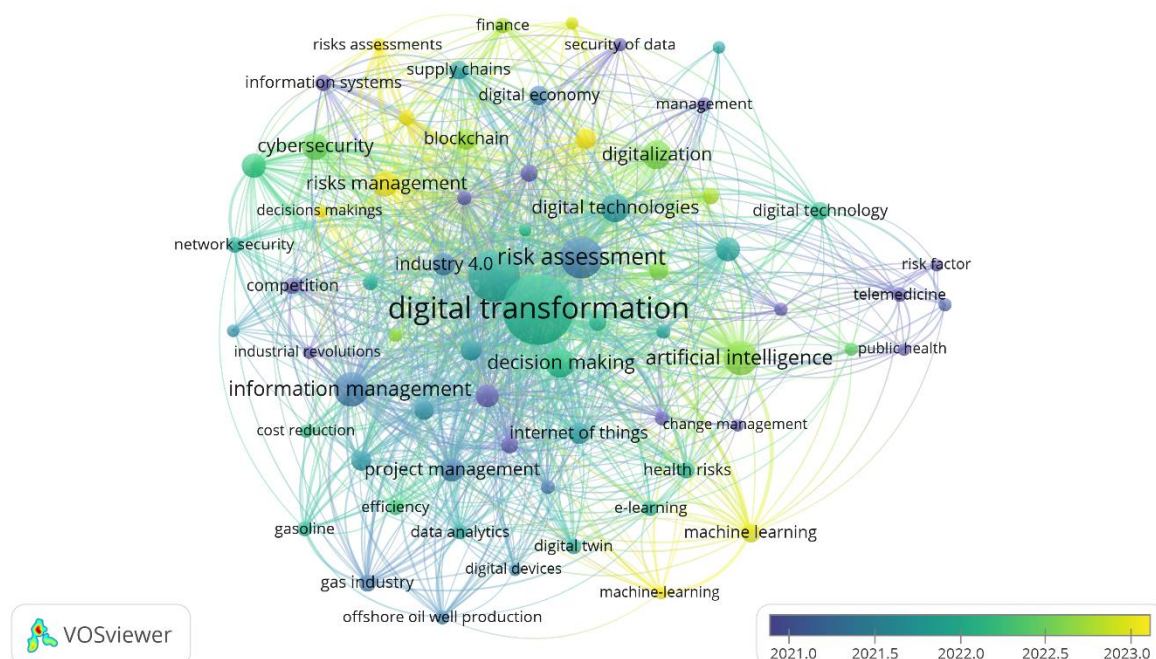 finance
risks assessments
security of data
supply chains
information systems
digital economy
management
blockchain
cybersecurity
digitalization
risks management
digital technologies
decisions makings
digital technology
network security
risk assessment
industry 4.0
risk factor
competition
telemedicine
digital transformation
industrial revolutions
public health
decision making
artificial intelligence
information management
change management
cost reduction
internet of things
project management
health risks
efficiency
e-learning
gasoline
data analytics
machine learning
digital twin
digital devices
gas industry
machine-learning
offshore oil well production
VOSviewer
2021.0 2021.5 2022.0 2022.5 2023.0